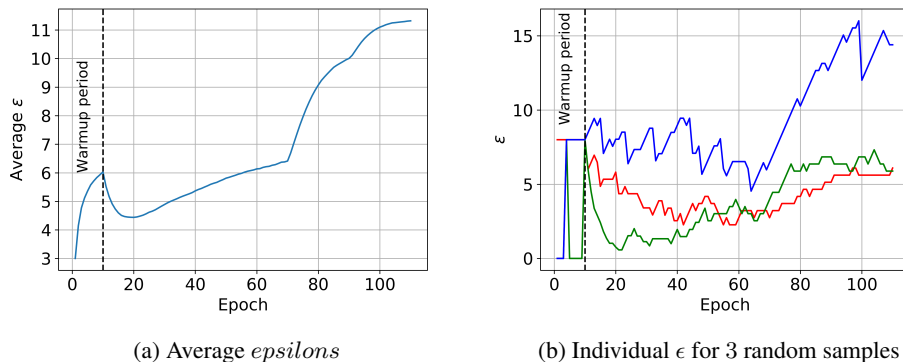 11
10
9
8
7
6
5
4
3
Average ε
Warmup period
0 20 40 60 80 100
Epoch
(a) Average epsilons
15
10
5
0
ε
Warmup period
0 20 40 60 80 100
Epoch
(b) Individual ϵ for 3 random samples